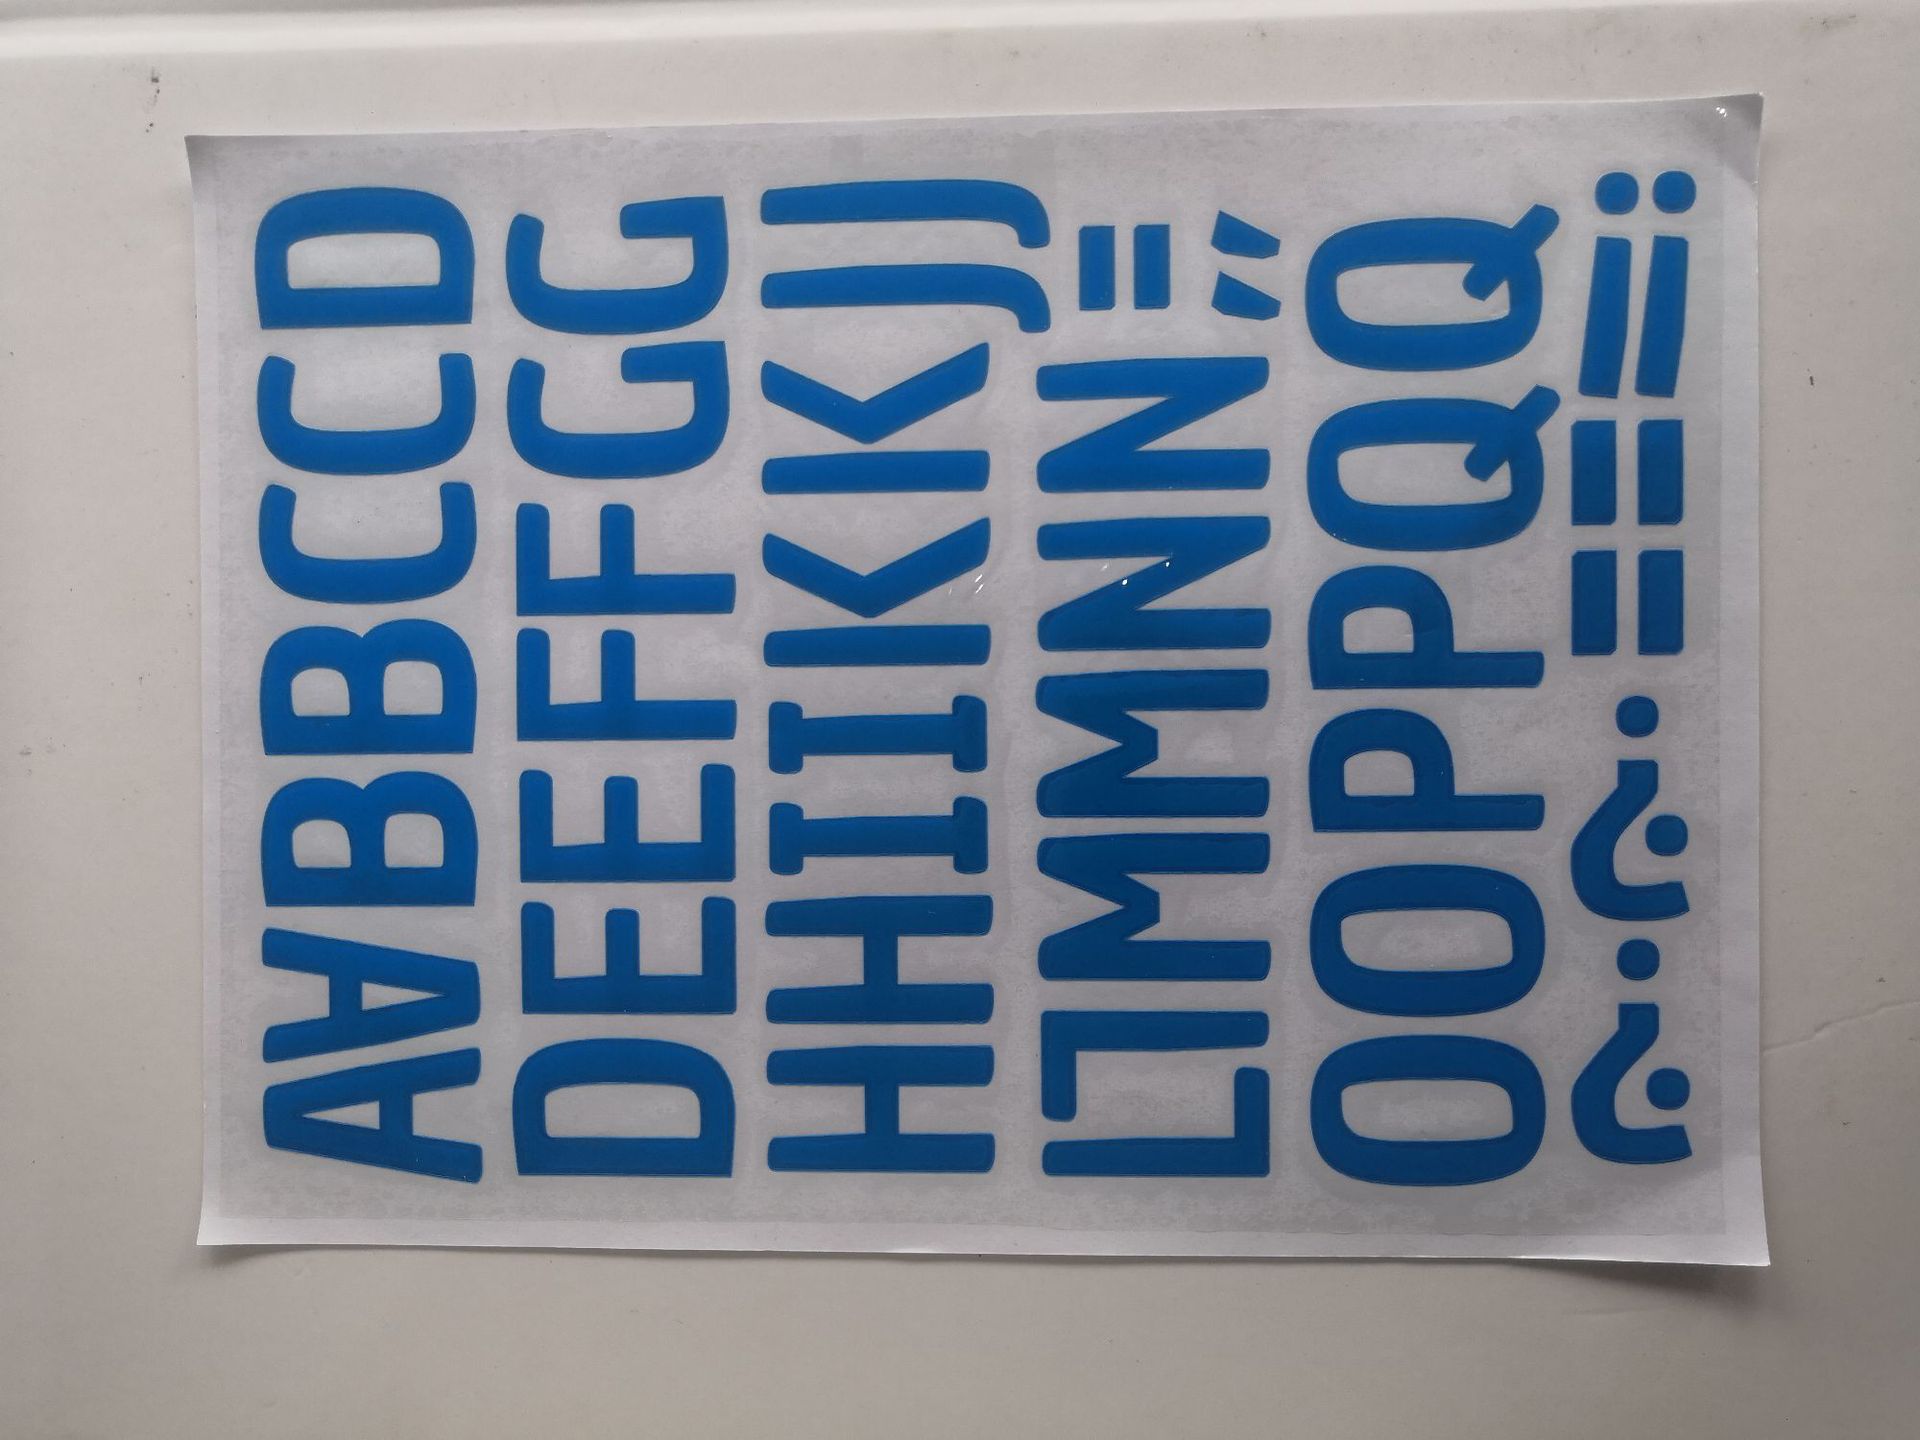 AABBCCD
DEEFFGG
HHIIKKJJ
LLMMNN
OOPPQQ
??----!!